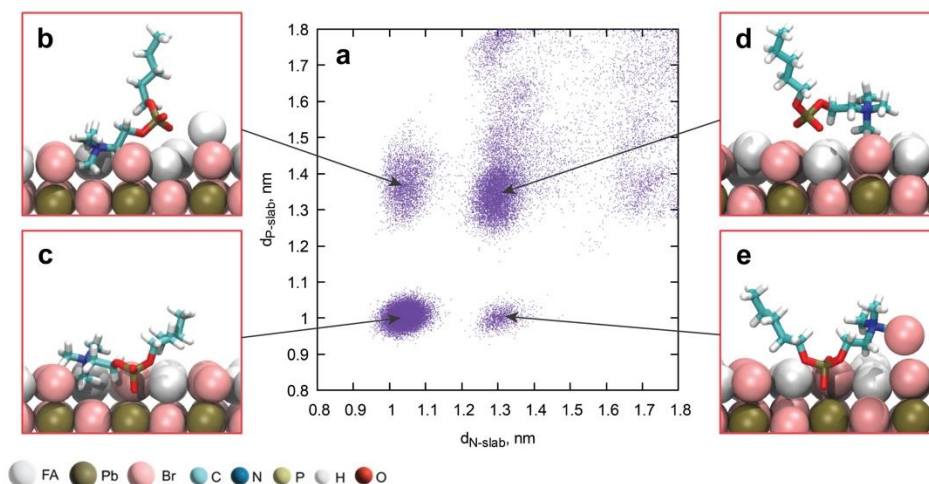 b
a
d
c
e
1.8
1.7
1.6
1.5
1.4
1.3
1.2
1.1
1
0.9
0.8
0.8 0.9 1 1.1 1.2 1.3 1.4 1.5 1.6 1.7 1.8
dP-slab, nm
dN-slab, nm
FA Pb Br C N P H O